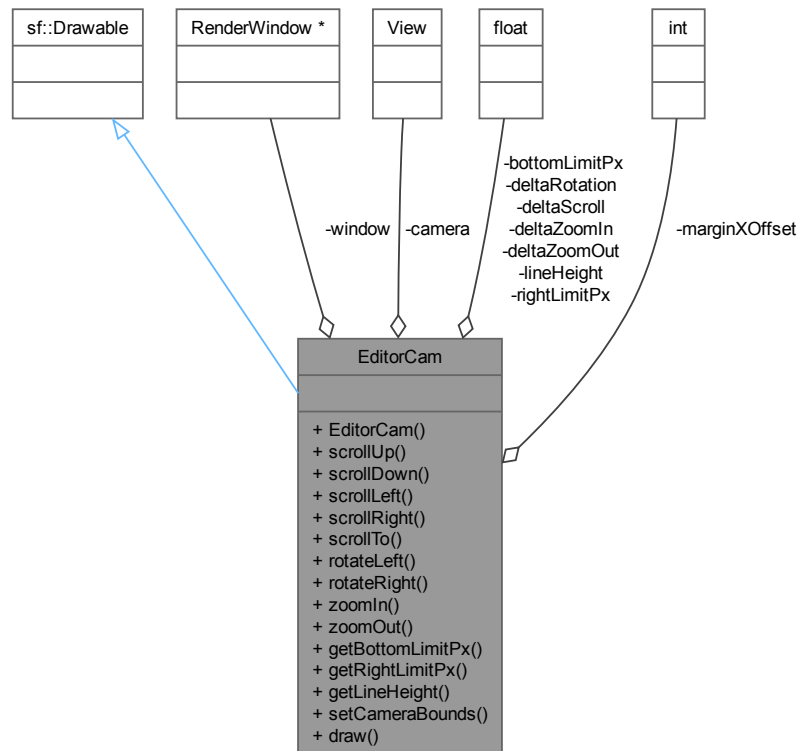 sf::Drawable
RenderWindow *
View
float
int
-window
-camera
-bottomLimitPx
-deltaRotation
-deltaScroll
-deltaZoomIn
-deltaZoomOut
-lineHeight
-rightLimitPx
-marginXOffset
EditorCam
+ EditorCam()
+ scrollUp()
+ scrollDown()
+ scrollLeft()
+ scrollRight()
+ scrollTo()
+ rotateLeft()
+ rotateRight()
+ zoomIn()
+ zoomOut()
+ getBottomLimitPx()
+ getRightLimitPx()
+ getLineHeight()
+ setCameraBounds()
+ draw()